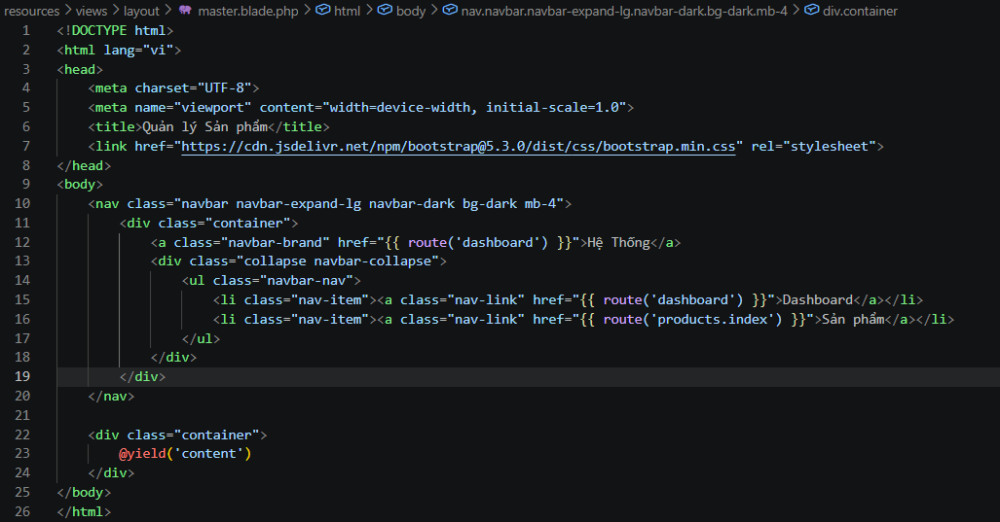 resources > views > layout > master.blade.php > html > body > nav.navbar.navbar-expand-lg.navbar-dark.bg-dark.mb-4 > div.container
1 <!DOCTYPE html>
2 <html lang="vi">
3 <head>
4     <meta charset="UTF-8">
5     <meta name="viewport" content="width=device-width, initial-scale=1.0">
6     <title>Quản lý Sản phẩm</title>
7     <link href="https://cdn.jsdelivr.net/npm/bootstrap@5.3.0/dist/css/bootstrap.min.css" rel="stylesheet">
8 </head>
9 <body>
10     <nav class="navbar navbar-expand-lg navbar-dark bg-dark mb-4">
11         <div class="container">
12             <a class="navbar-brand" href="{{ route('dashboard') }}">Hệ Thống</a>
13             <div class="collapse navbar-collapse">
14                 <ul class="navbar-nav">
15                     <li class="nav-item"><a class="nav-link" href="{{ route('dashboard') }}">Dashboard</a></li>
16                     <li class="nav-item"><a class="nav-link" href="{{ route('products.index') }}">Sản phẩm</a></li>
17                 </ul>
18             </div>
19         </div>
20     </nav>
21
22     <div class="container">
23         @yield('content')
24     </div>
25 </body>
26 </html>